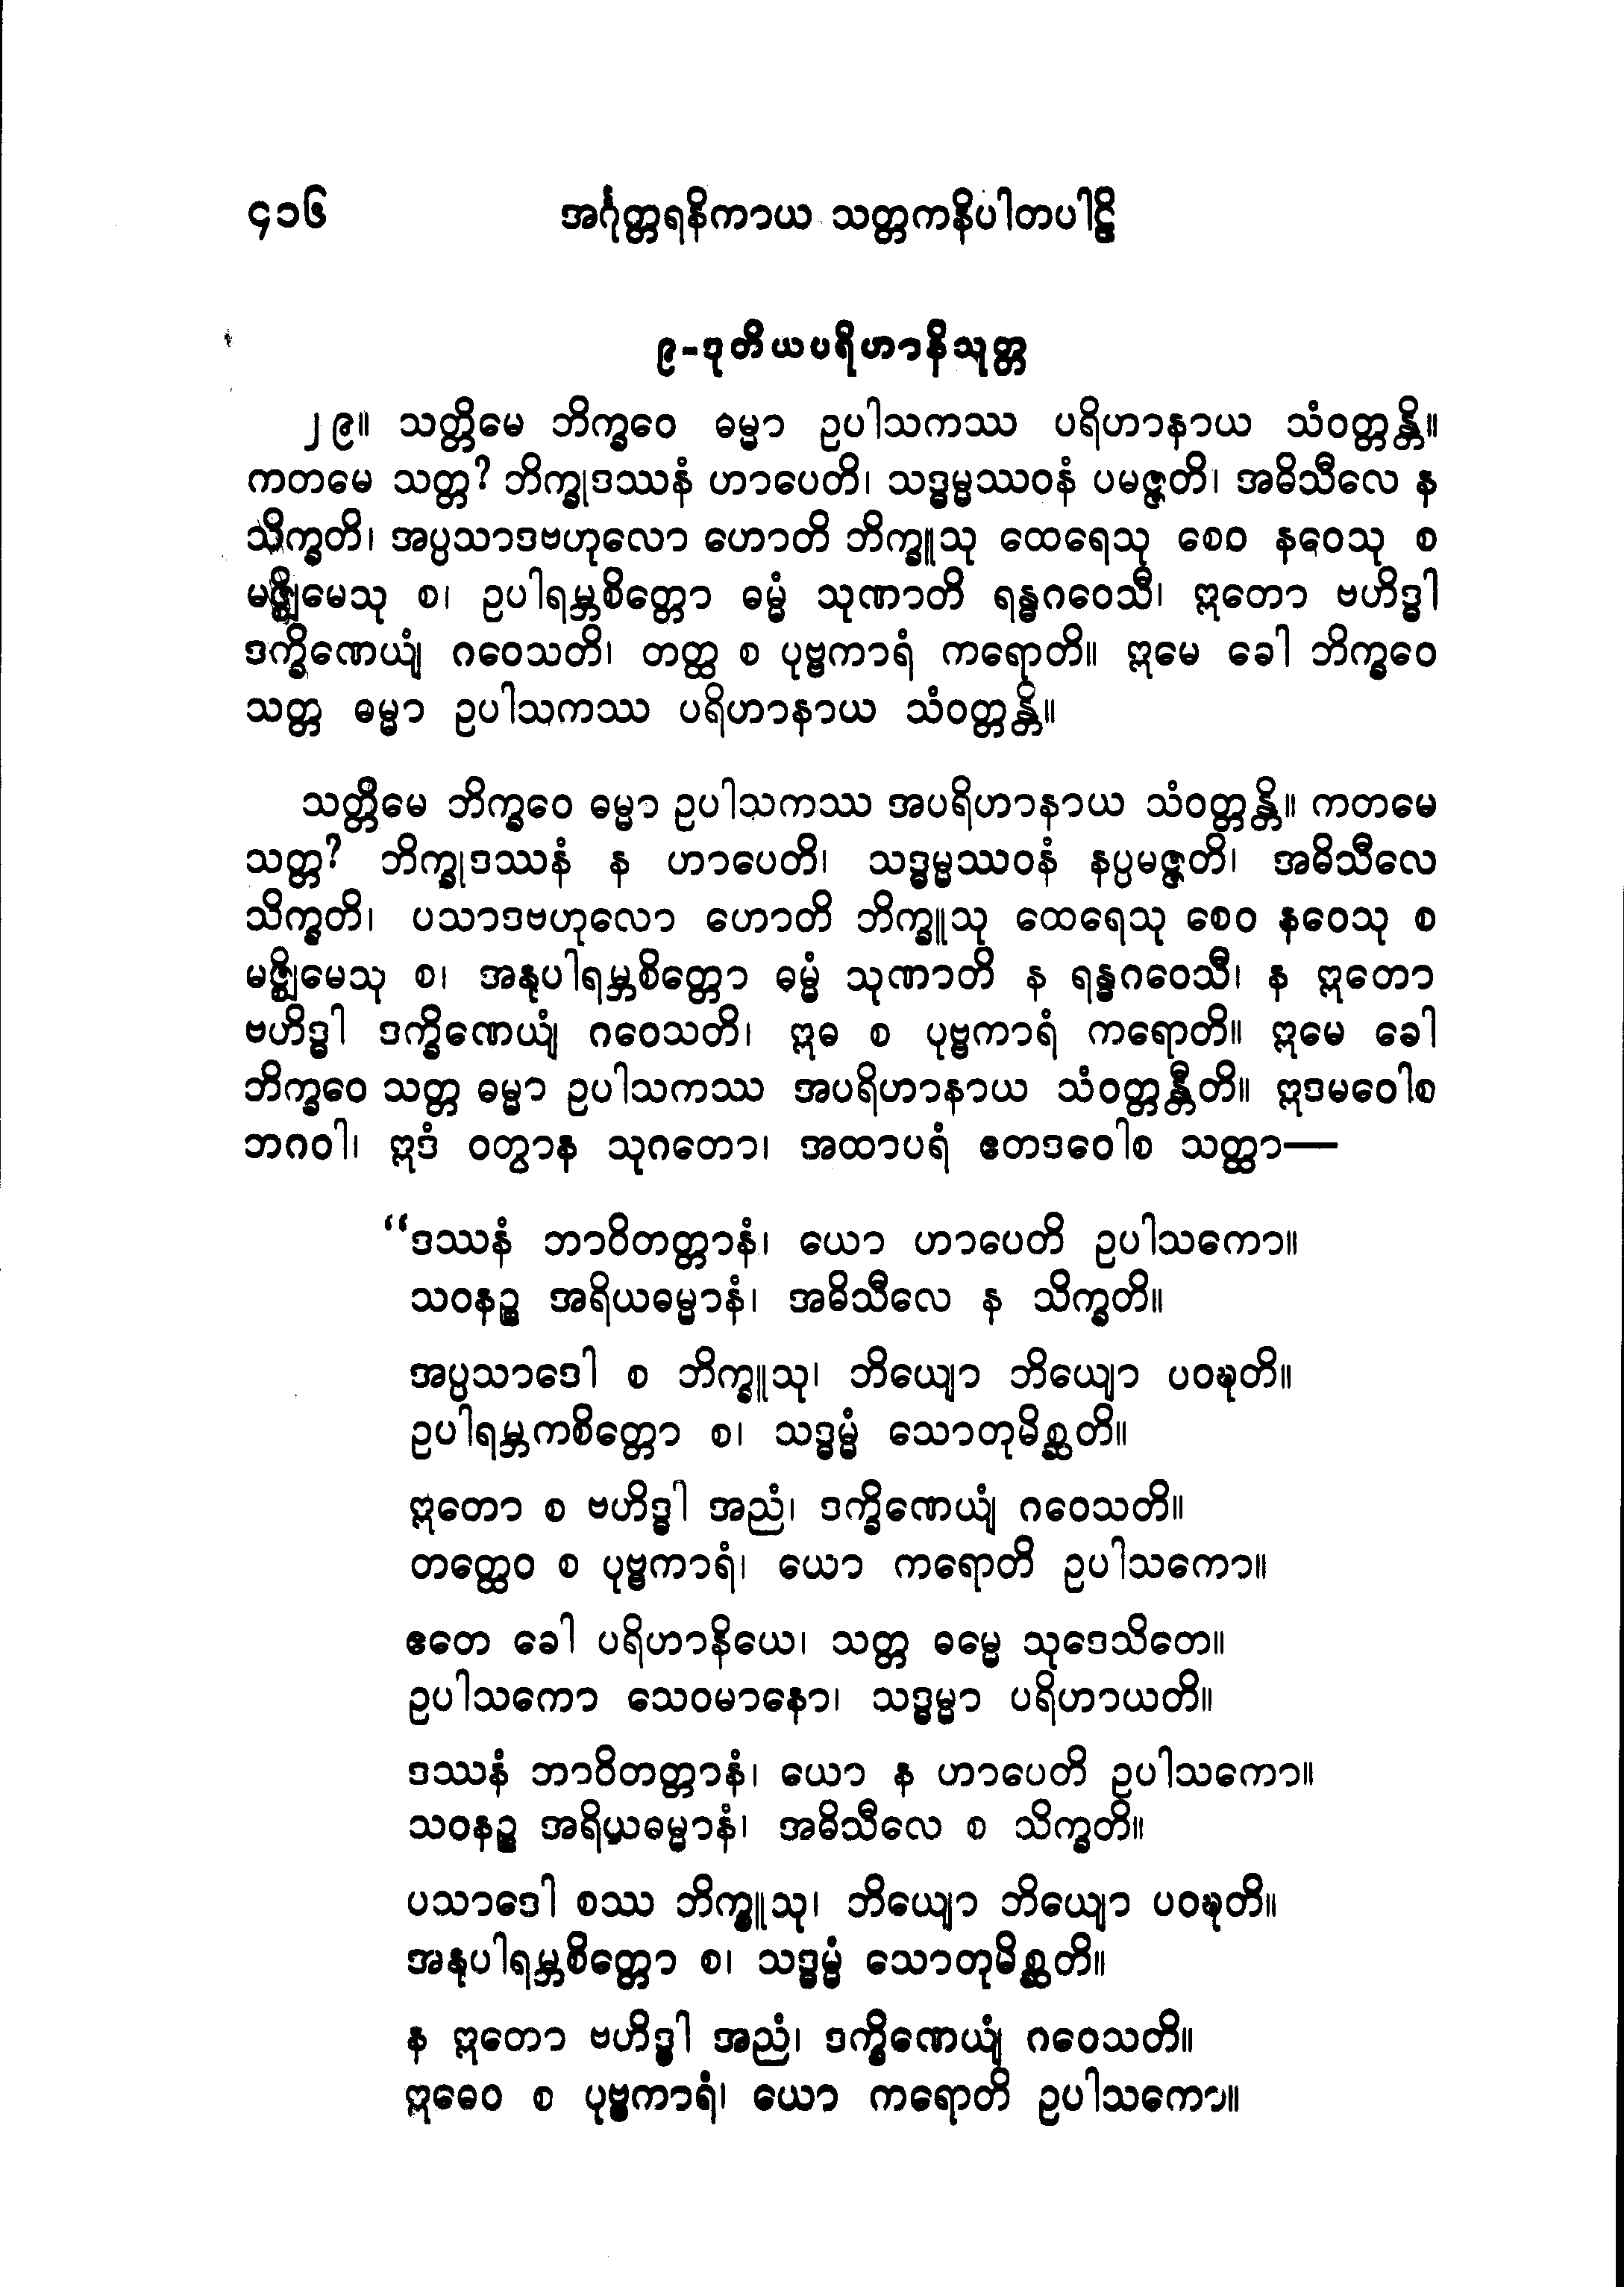 ၄၁၆ အင်္ဂုတ္တရနိကာယ သတ္တကနိပါတပါဠိ
၉-ဒုတိယပရိဟာနိသုတ္တ
၂၉။ သတ္တိမေ ဘိက္ခဝေ ဓမ္မာ ဥပါသကဿ ပရိဟာနာယ သံဝတ္တန္တိ။
ကတမေ သတ္တ? ဘိက္ခုဒဿနံ ဟာပေတိ၊ သဒ္ဓမ္မဿဝနံ ပမဇ္ဇတိ၊ အဓိသီလေ န
သိက္ခတိ၊ အပ္ပသာဒဗဟုလော ဟောတိ ဘိက္ခူသု ထေရေသု စေဝ နဝေသု စ
မဇ္ဈိမေသု စ၊ ဥပါရမ္ဘစိတ္တော ဓမ္မံ သုဏာတိ ရန္ဓဂဝေသီ၊ ဣတော ဗဟိဒ္ဓါ
ဒက္ခိဏေယျံ ဂဝေသတိ၊ တတ္ထ စ ပုဗ္ဗကာရံ ကရောတိ။ ဣမေ ခေါ ဘိက္ခဝေ
သတ္တ ဓမ္မာ ဥပါသကဿ ပရိဟာနာယ သံဝတ္တန္တိ။
သတ္တိမေ ဘိက္ခဝေ ဓမ္မာ ဥပါသကဿ အပရိဟာနာယ သံဝတ္တန္တိ။ ကတမေ
သတ္တ? ဘိက္ခုဒဿနံ န ဟာပေတိ၊ သဒ္ဓမ္မဿဝနံ နပ္ပမဇ္ဇတိ၊ အဓိသီလေ
သိက္ခတိ၊ ပသာဒဗဟုလော ဟောတိ ဘိက္ခူသု ထေရေသု စေဝ နဝေသု စ
မဇ္ဈိမေသု စ၊ အနုပါရမ္ဘစိတ္တော ဓမ္မံ သုဏာတိ န ရန္ဓဂဝေသီ၊ န ဣတော
ဗဟိဒ္ဓါ ဒက္ခိဏေယျံ ဂဝေသတိ၊ ဣဓ စ ပုဗ္ဗကာရံ ကရောတိ။ ဣမေ ခေါ
ဘိက္ခဝေ သတ္တ ဓမ္မာ ဥပါသကဿ အပရိဟာနာယ သံဝတ္တန္တီတိ။ ဣဒမဝေါစ
ဘဂဝါ၊ ဣဒံ ဝတွာန သုဂတော၊ အထာပရံ ဧတဒဝေါစ သတ္ထာ—
“ဒဿနံ ဘာဝိတတ္တာနံ၊ ယော ဟာပေတိ ဥပါသကော။
သဝနဉ္စ အရိယဓမ္မာနံ၊ အဓိသီလေ န သိက္ခတိ။
အပ္ပသာဒေါ စ ဘိက္ခူသု၊ ဘိယျော ဘိယျော ပဝဍ္ဎတိ။
ဥပါရမ္ဘကစိတ္တော စ၊ သဒ္ဓမ္မံ သောတုမိစ္ဆတိ။
ဣတော စ ဗဟိဒ္ဓါ အညံ၊ ဒက္ခိဏေယျံ ဂဝေသတိ။
တတ္ထေဝ စ ပုဗ္ဗကာရံ၊ ယော ကရောတိ ဥပါသကော။
ဧတေ ခေါ ပရိဟာနိယေ၊ သတ္တ ဓမ္မေ သုဒေသိတေ။
ဥပါသကော သေဝမာနော၊ သဒ္ဓမ္မာ ပရိဟာယတိ။
ဒဿနံ ဘာဝိတတ္တာနံ၊ ယော န ဟာပေတိ ဥပါသကော။
သဝနဉ္စ အရိယဓမ္မာနံ၊ အဓိသီလေ စ သိက္ခတိ။
ပသာဒေါ စဿ ဘိက္ခူသု၊ ဘိယျော ဘိယျော ပဝဍ္ဎတိ။
အနုပါရမ္ဘစိတ္တော စ၊ သဒ္ဓမ္မံ သောတုမိစ္ဆတိ။
န ဣတော ဗဟိဒ္ဓါ အညံ၊ ဒက္ခိဏေယျံ ဂဝေသတိ။
ဣဓေဝ စ ပုဗ္ဗကာရံ၊ ယော ကရောတိ ဥပါသကော။